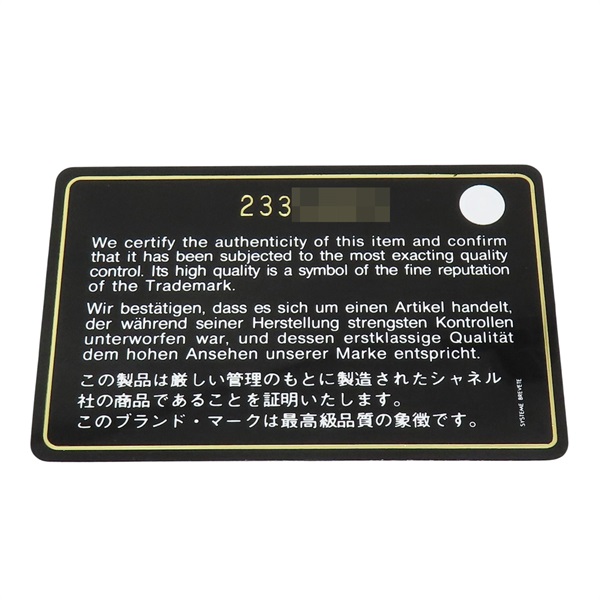 233
We certify the authenticity of this item and confirm
that it has been subjected to the most exacting quality
control. Its high quality is a symbol of the fine reputation
of the Trademark.
Wir bestätigen, dass es sich um einen Artikel handelt,
der während seiner Herstellung strengsten Kontrollen
unterworfen war, und dessen erstklassige Qualität
dem hohen Ansehen unserer Marke entspricht.
この製品は厳しい管理のもとに製造されたシャネル
社の商品であることを証明いたします。
このブランド・マークは最高級品質の象徴です。
SYSTEME BREVETE